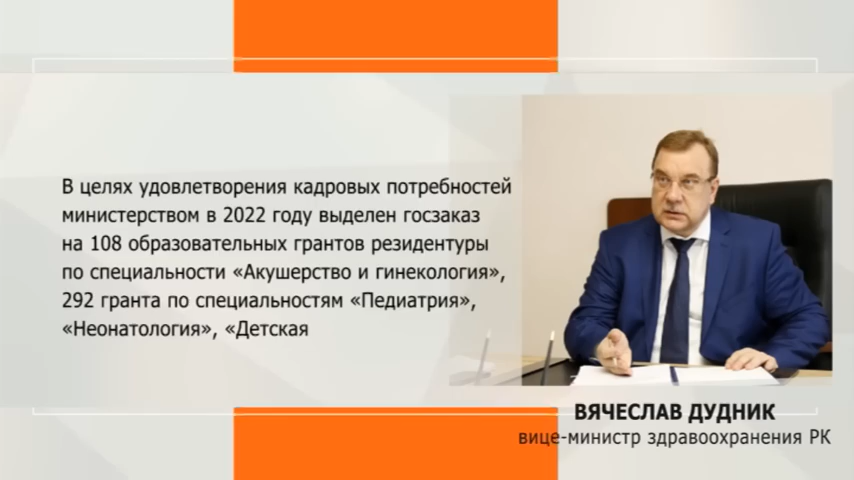 В целях удовлетворения кадровых потребностей
министерством в 2022 году выделен госзаказ
на 108 образовательных грантов резидентуры
по специальности «Акушерство и гинекология»,
292 гранта по специальностям «Педиатрия»,
«Неонатология», «Детская
ВЯЧЕСЛАВ ДУДНИК
вице-министр здравоохранения РК